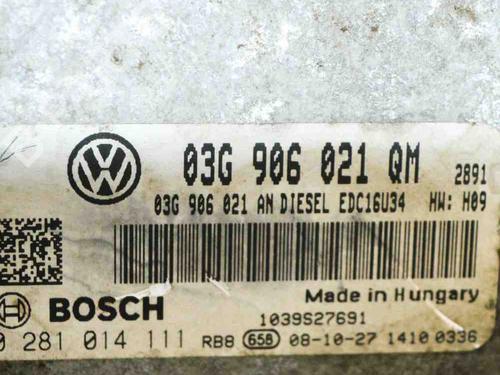 03G 906 021 QM 2891
03G 906 021 AN DIESEL EDC16U34 HW: H09
BOSCH Made in Hungary
1039S27691
0 281 014 111 RB8 658 08-10-27 1410 0336